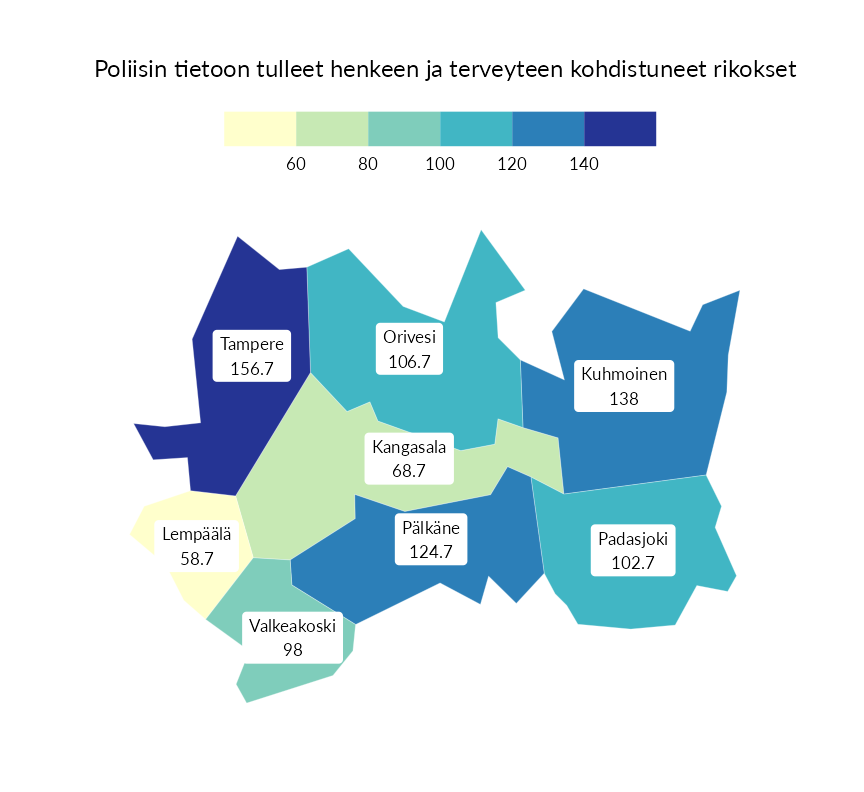 Poliisin tietoon tulleet henkeen ja terveyteen kohdistuneet rikokset
60 80 100 120 140
Tampere
156.7
Orivesi
106.7
Kuhmoinen
138
Kangasala
68.7
Lempäälä
58.7
Pälkäne
124.7
Padasjoki
102.7
Valkeakoski
98